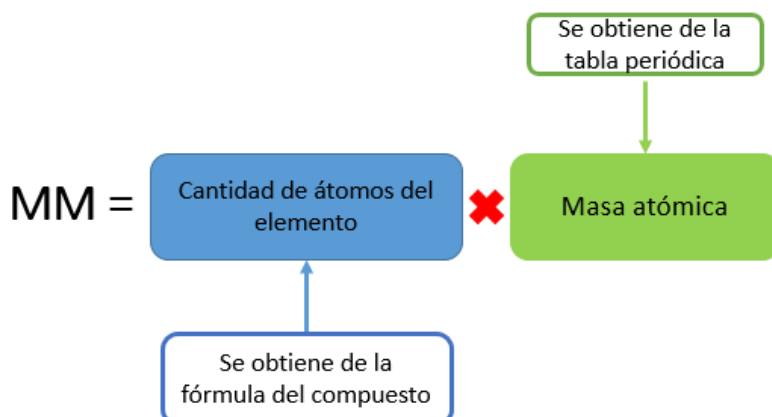 Se obtiene de la
tabla periódica
MM =
Cantidad de átomos del
elemento
Masa atómica
Se obtiene de la
fórmula del compuesto